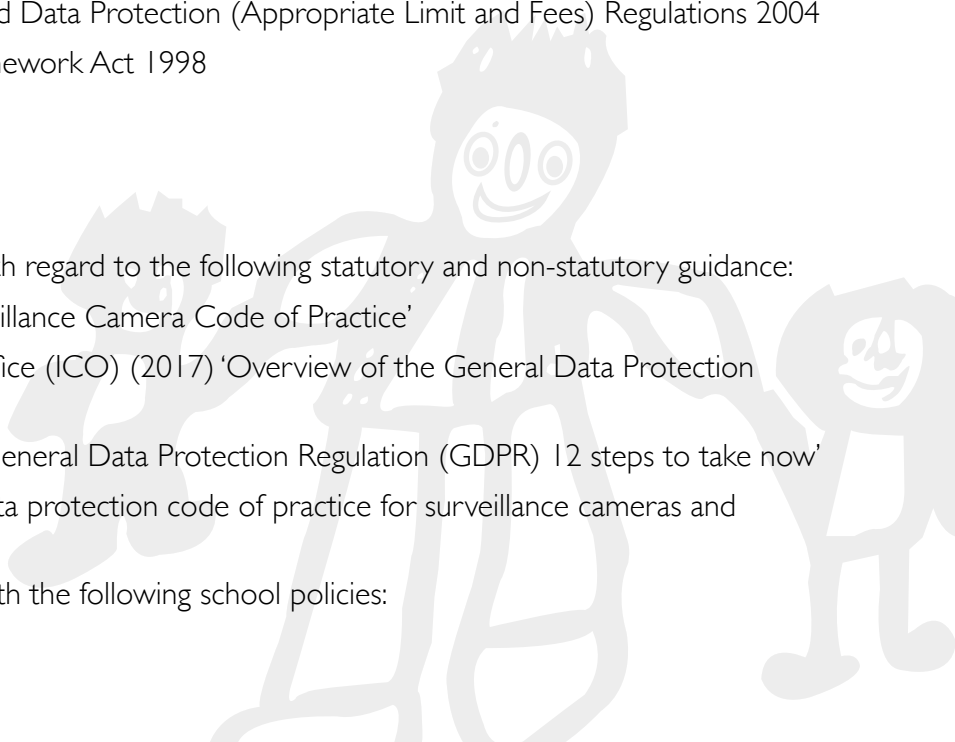 d Data Protection (Appropriate Limit and Fees) Regulations 2004
nework Act 1998
h regard to the following statutory and non-statutory guidance:
illance Camera Code of Practice’
fice (ICO) (2017) ‘Overview of the General Data Protection
eneral Data Protection Regulation (GDPR) 12 steps to take now’
ta protection code of practice for surveillance cameras and
th the following school policies: